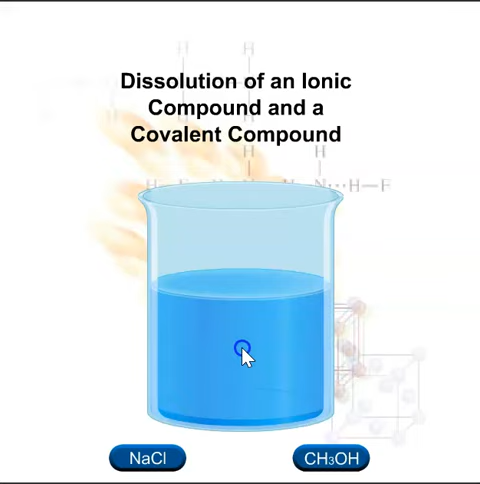 Dissolution of an Ionic
Compound and a
Covalent Compound
H
H
H
H
N···H—F
NaCl
CH₃OH